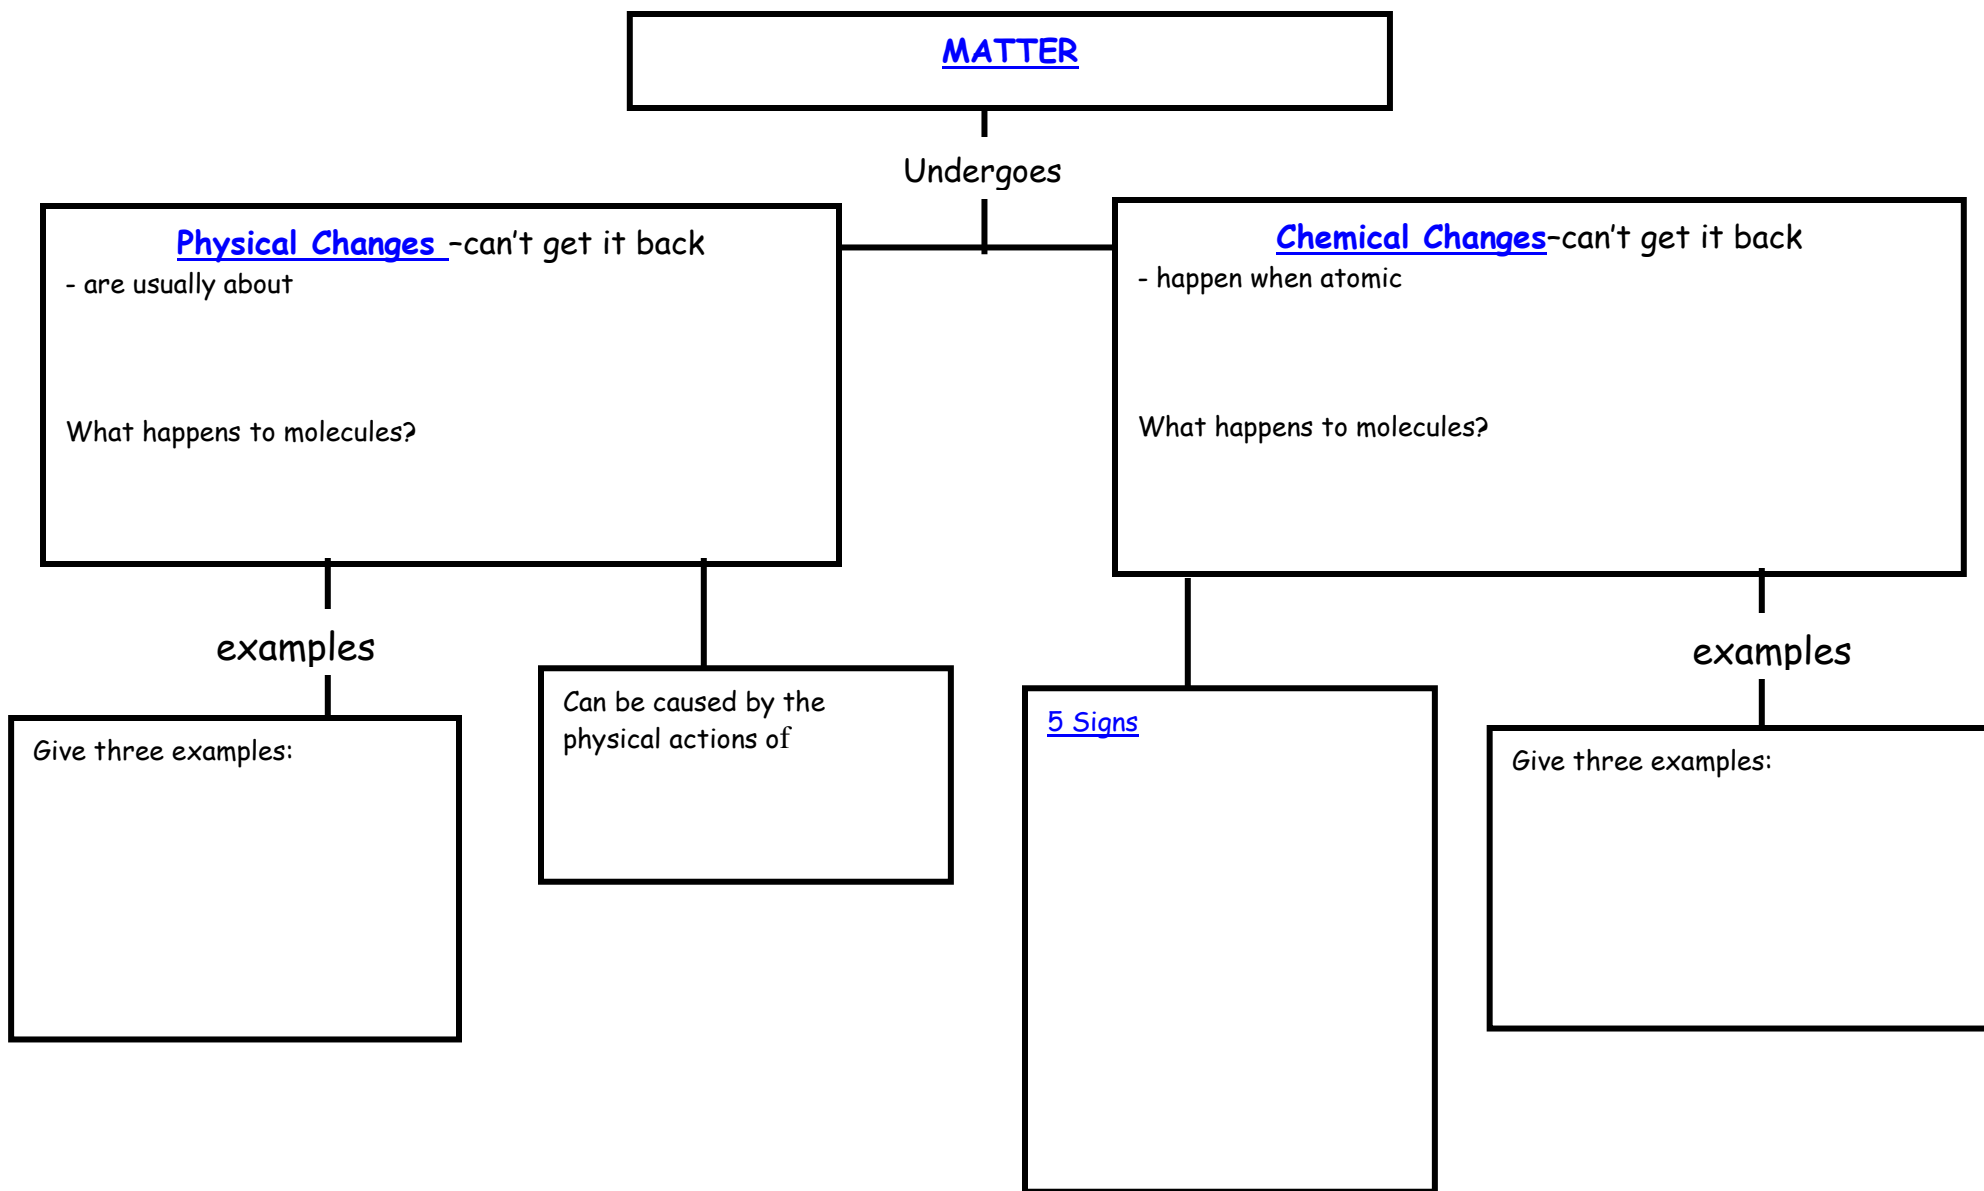 MATTER
Undergoes
Physical Changes –can't get it back
- are usually about
What happens to molecules?
Chemical Changes–can't get it back
- happen when atomic
What happens to molecules?
examples
Give three examples:
Can be caused by the
physical actions of
5 Signs
examples
Give three examples: